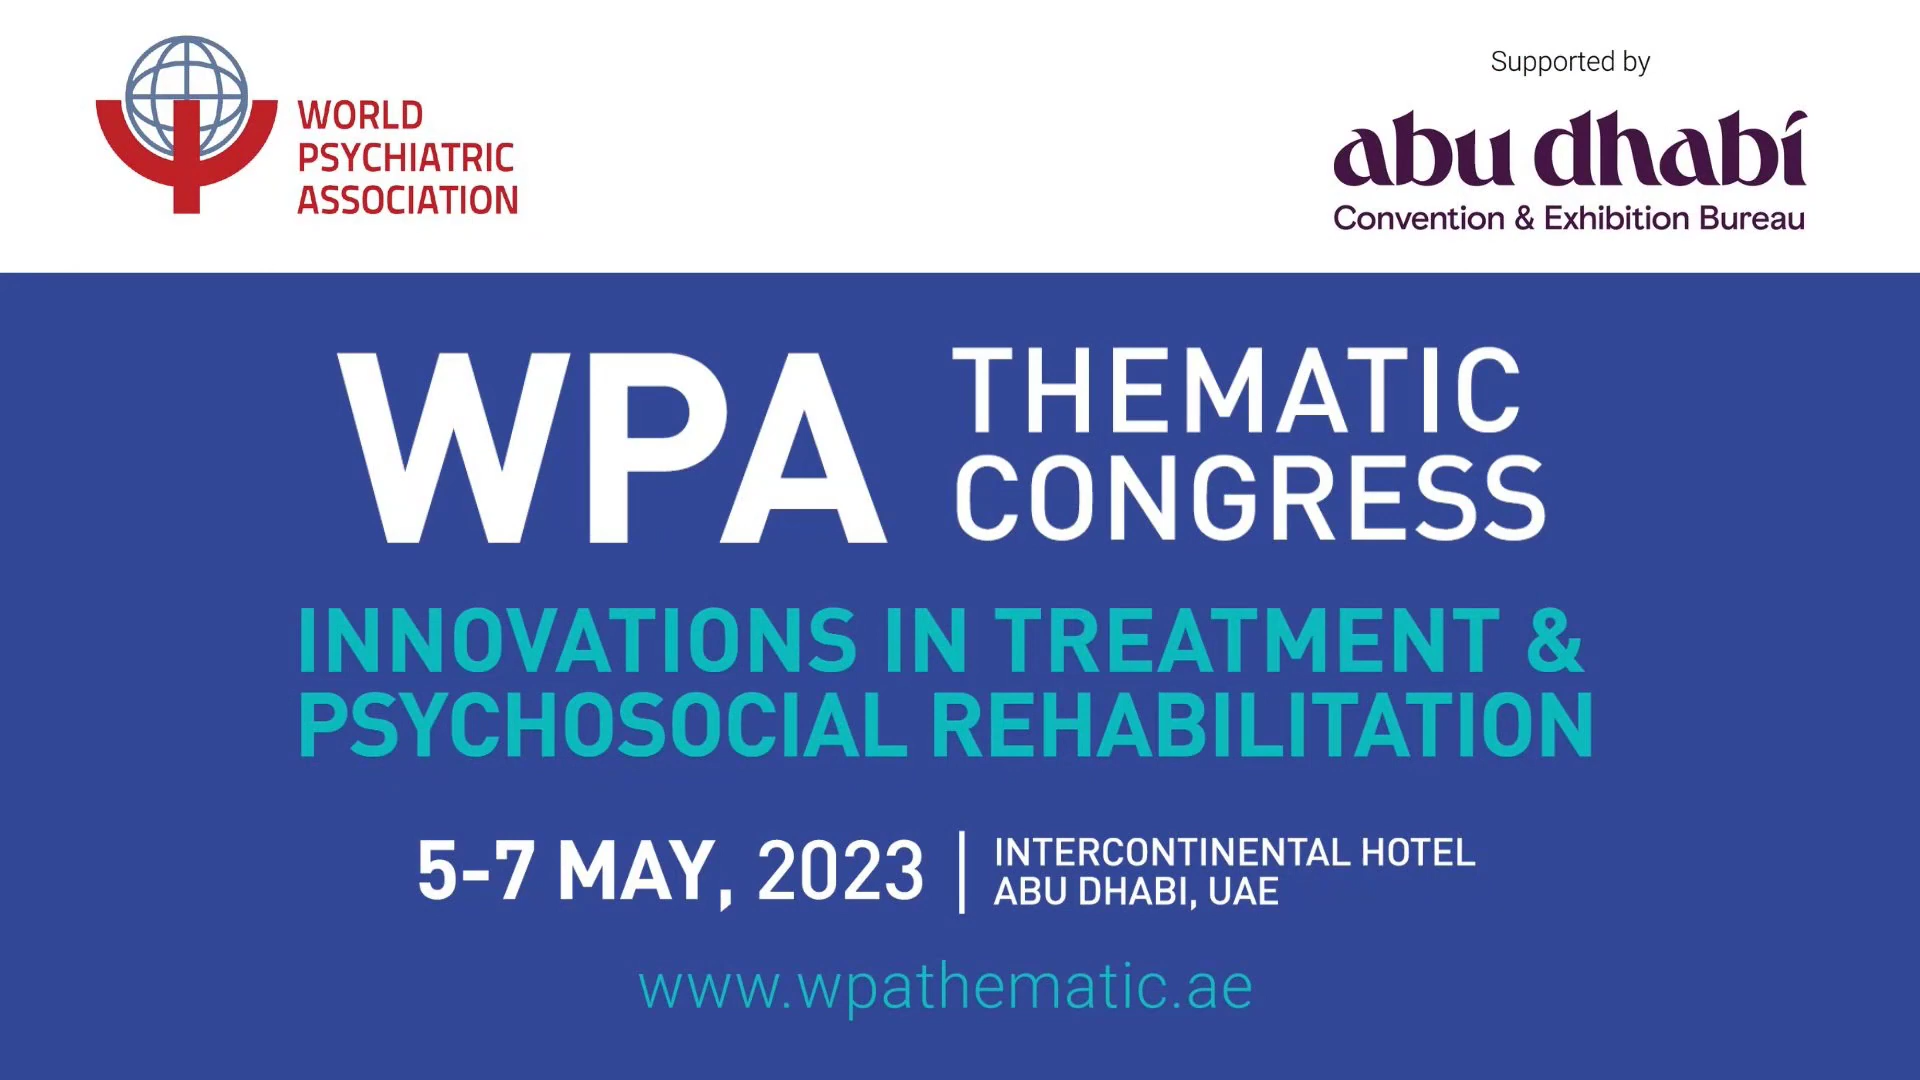 WORLD
PSYCHIATRIC
ASSOCIATION
Supported by
abu dhabi
Convention & Exhibition Bureau
WPA THEMATIC
CONGRESS
INNOVATIONS IN TREATMENT &
PSYCHOSOCIAL REHABILITATION
5-7 MAY, 2023
INTERCONTINENTAL HOTEL
ABU DHABI, UAE
www.wpathematic.ae